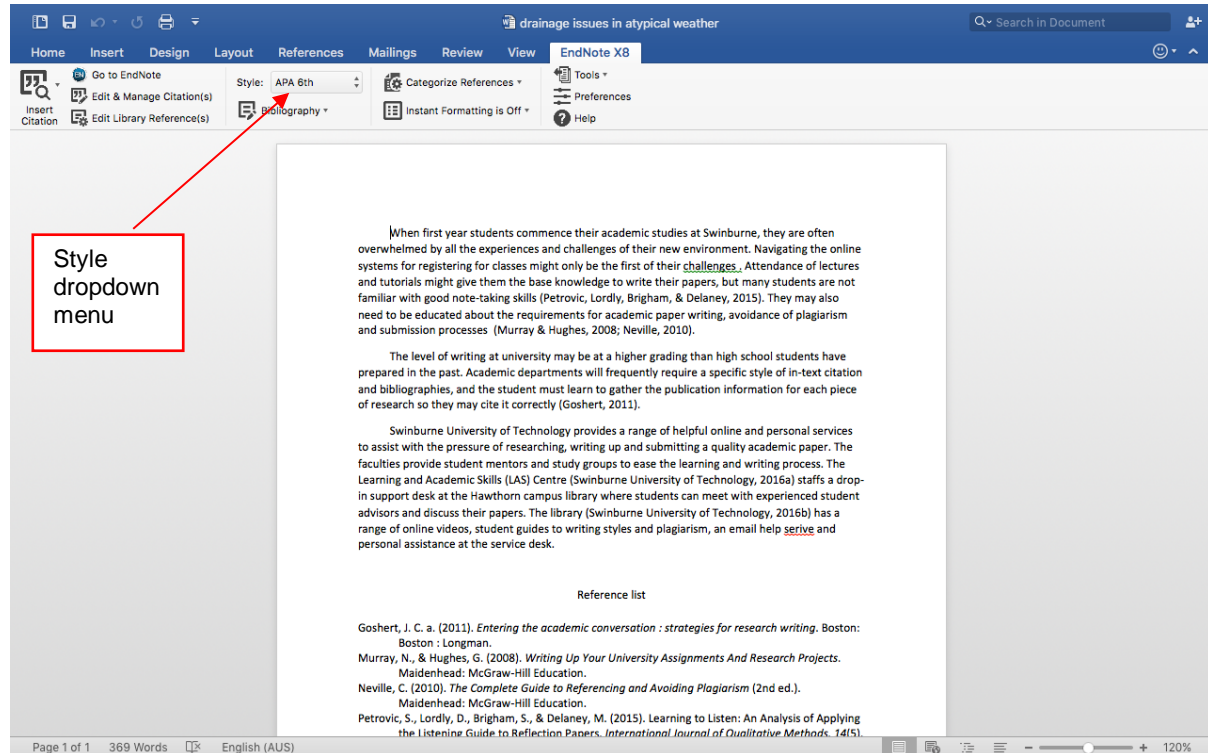 drainage issues in atypical weather
Search in Document
Home Insert Design Layout References Mailings Review View EndNote X8
Insert
Citation
Go to EndNote
Edit & Manage Citation(s)
Edit Library Reference(s)
Style: APA 6th
Bibliography
Categorize References
Instant Formatting is Off
Tools
Preferences
Help
Style
dropdown
menu
When first year students commence their academic studies at Swinburne, they are often
overwhelmed by all the experiences and challenges of their new environment. Navigating the online
systems for registering for classes might only be the first of their challenges . Attendance of lectures
and tutorials might give them the base knowledge to write their papers, but many students are not
familiar with good note-taking skills (Petrovic, Lordly, Brigham, & Delaney, 2015). They may also
need to be educated about the requirements for academic paper writing, avoidance of plagiarism
and submission processes (Murray & Hughes, 2008; Neville, 2010).
The level of writing at university may be at a higher grading than high school students have
prepared in the past. Academic departments will frequently require a specific style of in-text citation
and bibliographies, and the student must learn to gather the publication information for each piece
of research so they may cite it correctly (Goshert, 2011).
Swinburne University of Technology provides a range of helpful online and personal services
to assist with the pressure of researching, writing up and submitting a quality academic paper. The
faculties provide student mentors and study groups to ease the learning and writing process. The
Learning and Academic Skills (LAS) Centre (Swinburne University of Technology, 2016a) staffs a drop-
in support desk at the Hawthorn campus library where students can meet with experienced student
advisors and discuss their papers. The library (Swinburne University of Technology, 2016b) has a
range of online videos, student guides to writing styles and plagiarism, an email help serive and
personal assistance at the service desk.
Reference list
Goshert, J. C. a. (2011). Entering the academic conversation : strategies for research writing. Boston:
Boston : Longman.
Murray, N., & Hughes, G. (2008). Writing Up Your University Assignments And Research Projects.
Maidenhead: McGraw-Hill Education.
Neville, C. (2010). The Complete Guide to Referencing and Avoiding Plagiarism (2nd ed.).
Maidenhead: McGraw-Hill Education.
Petrovic, S., Lordly, D., Brigham, S., & Delaney, M. (2015). Learning to Listen: An Analysis of Applying
the Listening Guide to Reflection Papers. International Journal of Qualitative Methods, 14(5),
Page 1 of 1 369 Words English (AUS) 120%